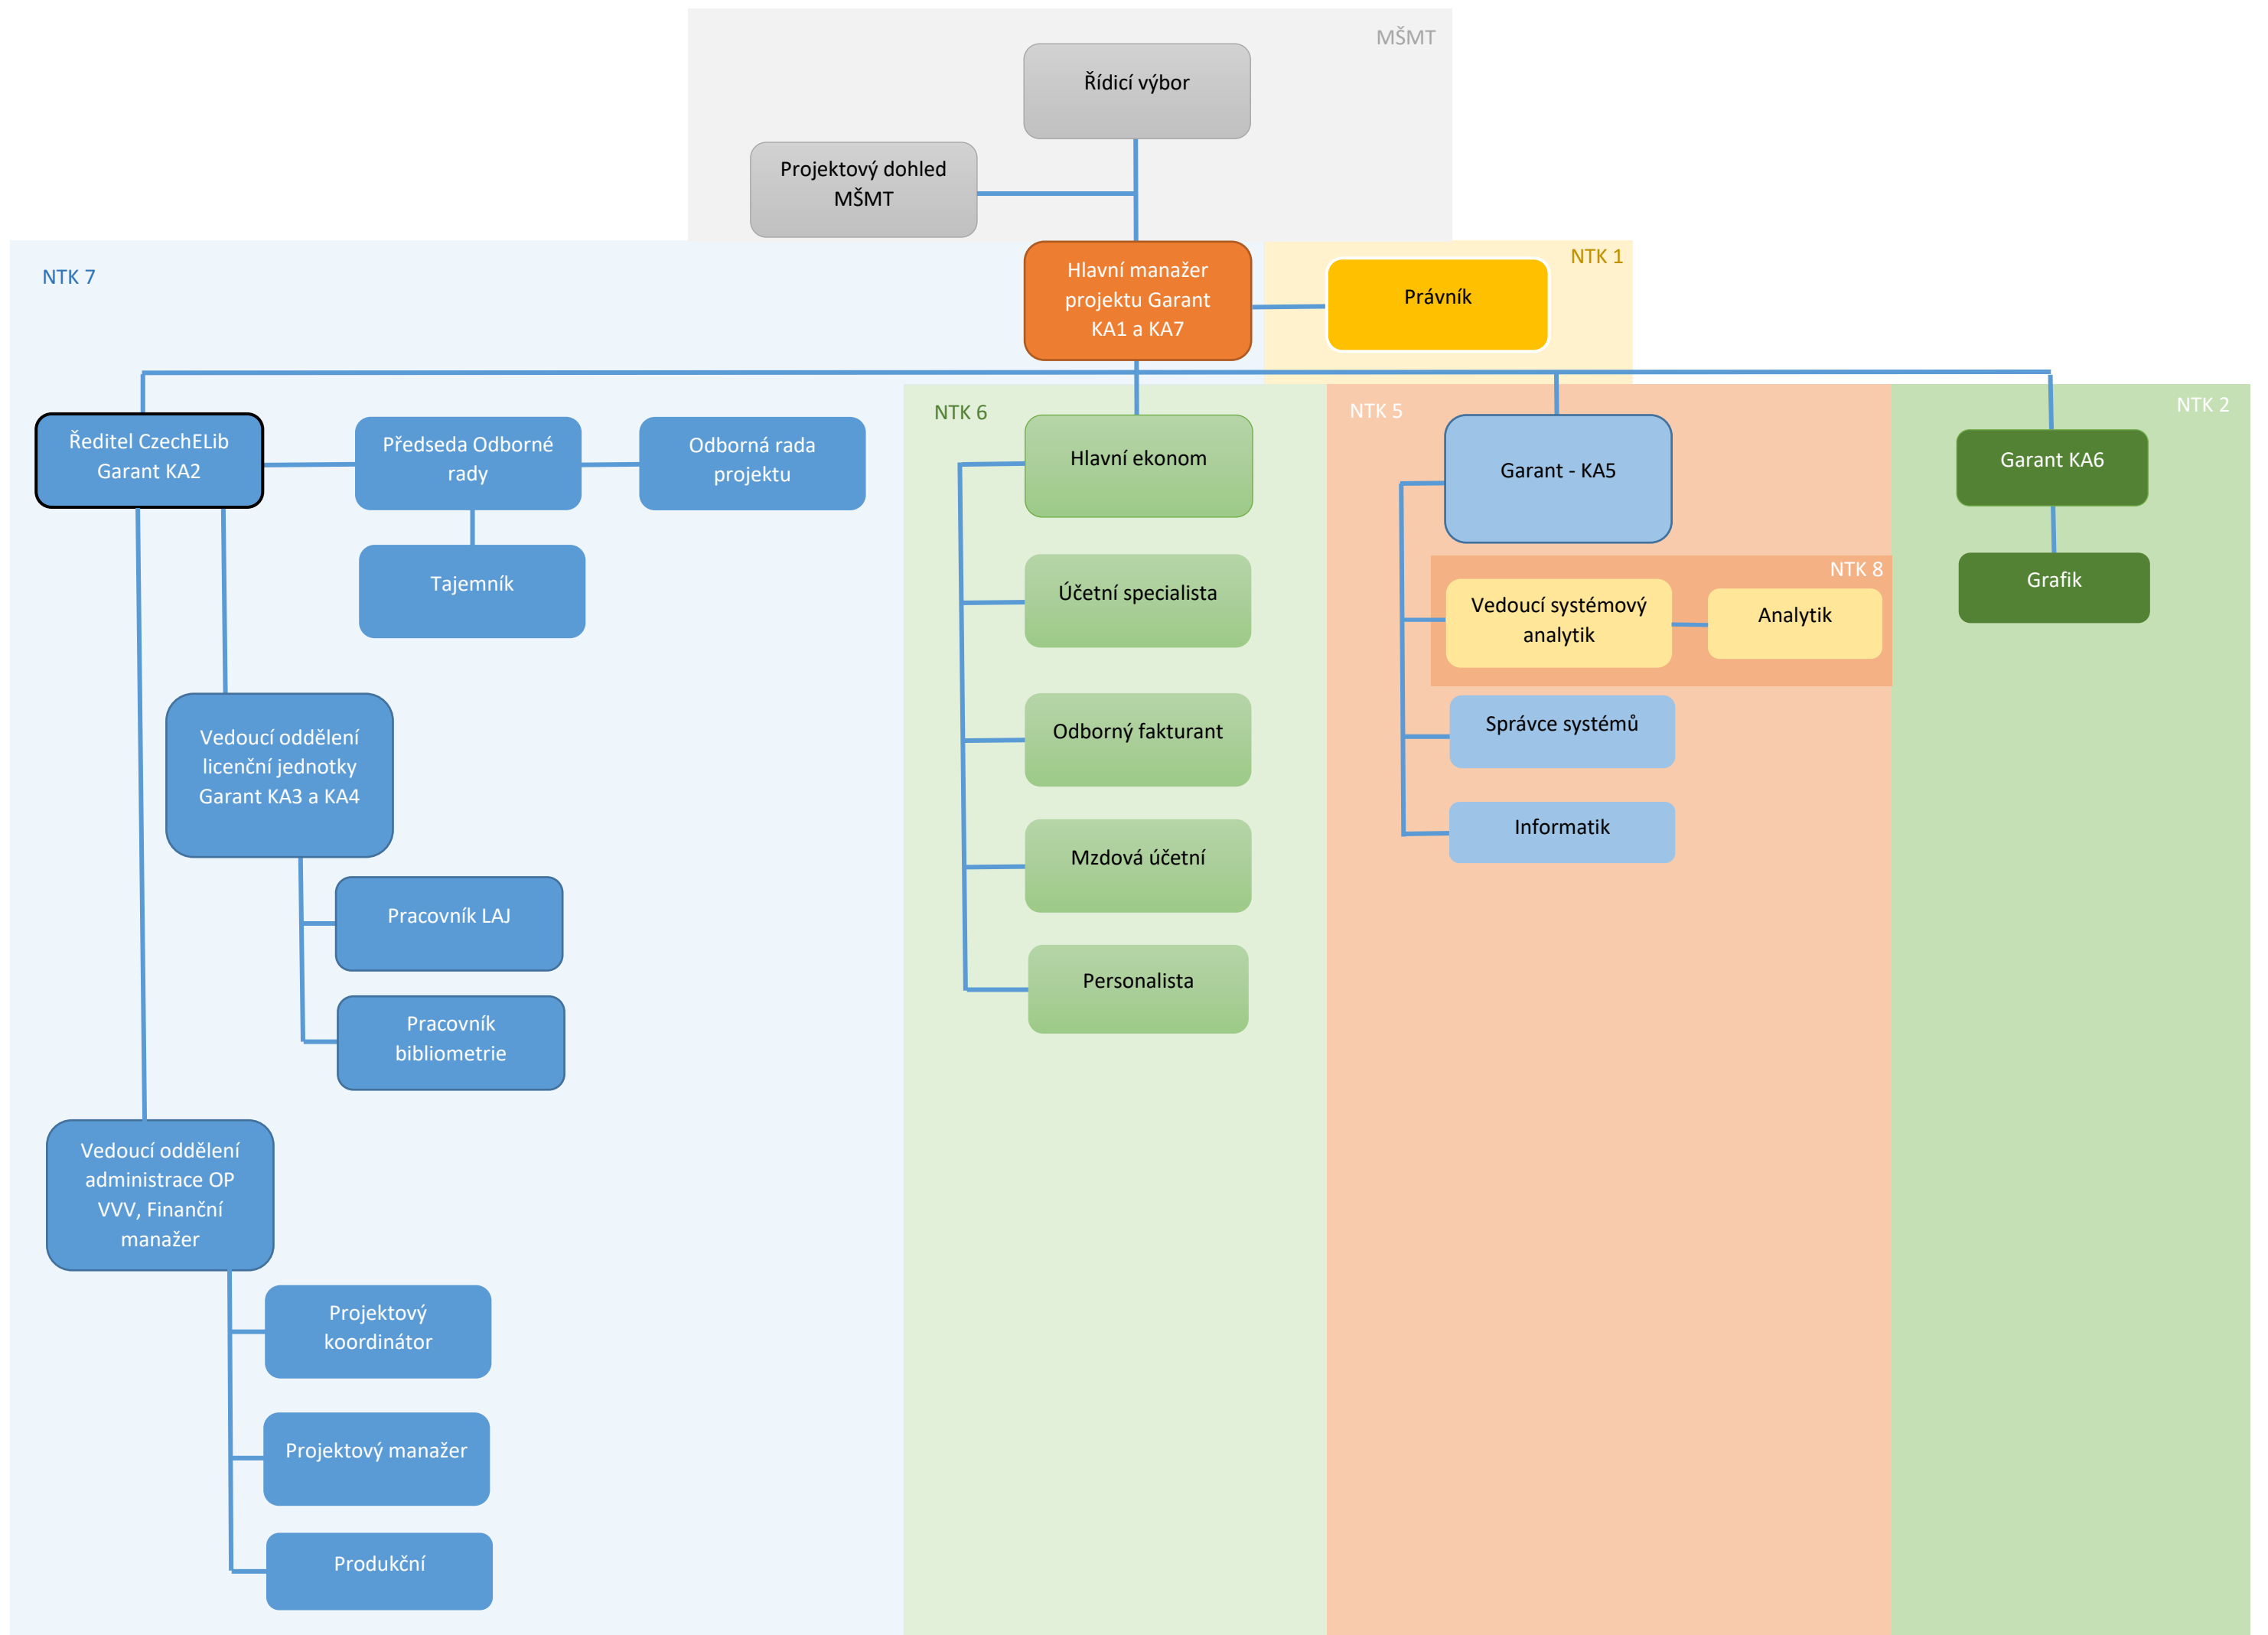 MŠMT
Řídicí výbor
Projektový dohled
MŠMT
NTK 7
Hlavní manažer
projektu Garant
KA1 a KA7
NTK 1
Právník
Ředitel CzechELib
Garant KA2
Předseda Odborné
rady
Odborná rada
projektu
Tajemník
Vedoucí oddělení
licenční jednotky
Garant KA3 a KA4
Pracovník LAJ
Pracovník
bibliometrie
Vedoucí oddělení
administrace OP
VVV, Finanční
manažer
Projektový
koordinátor
Projektový manažer
Produkční
NTK 6
Hlavní ekonom
Účetní specialista
Odborný fakturant
Mzdová účetní
Personalista
NTK 5
Garant - KA5
NTK 8
Vedoucí systémový
analytik
Analytik
Správce systémů
Informatik
NTK 2
Garant KA6
Grafik